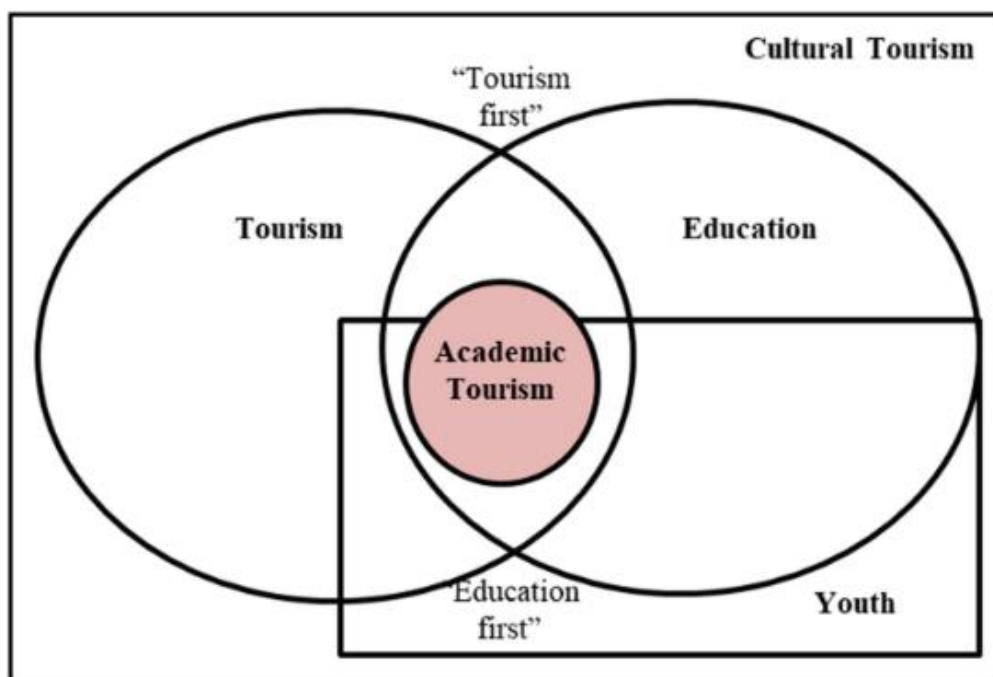 Cultural Tourism
“Tourism
first”
Tourism
Education
Academic
Tourism
“Education
first”
Youth